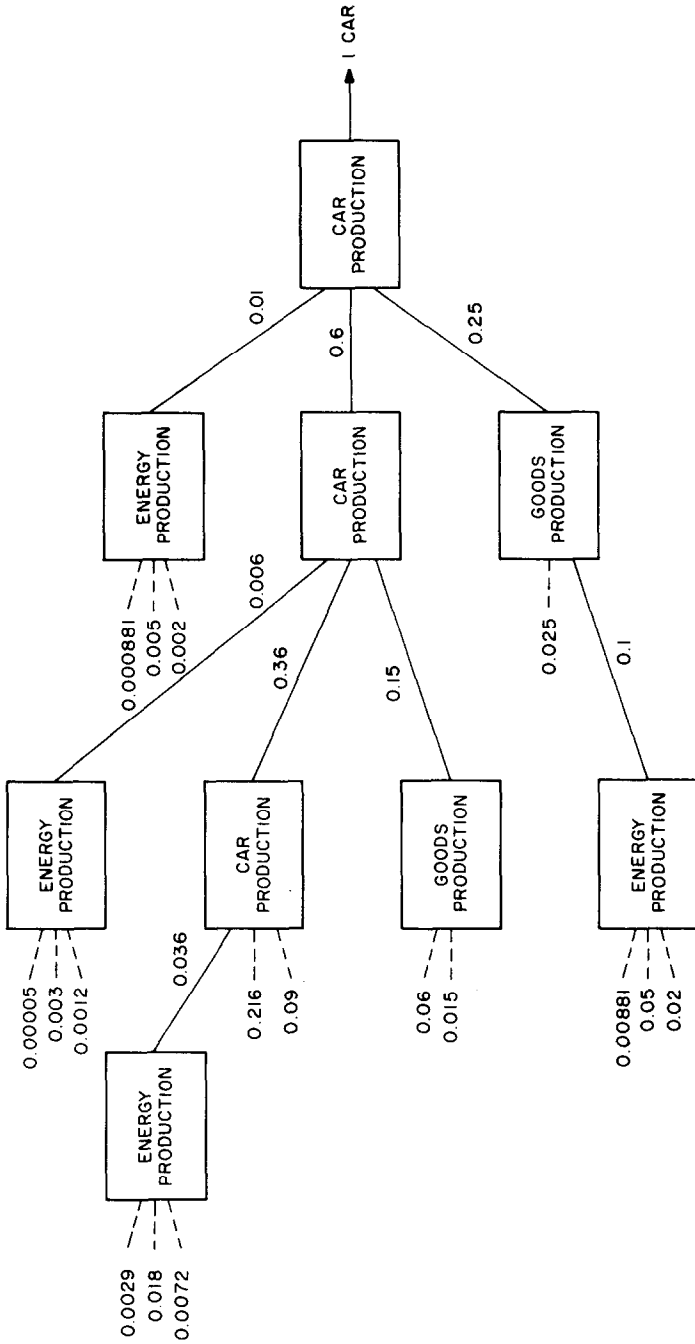 1 CAR
CAR
PRODUCTION
0.01
0.6
0.25
ENERGY
PRODUCTION
0.000881
0.005
0.002
CAR
PRODUCTION
GOODS
PRODUCTION
0.025
0.006
0.36
0.15
0.1
ENERGY
PRODUCTION
0.00005
0.003
0.0012
CAR
PRODUCTION
0.036
0.216
0.09
GOODS
PRODUCTION
0.06
0.015
ENERGY
PRODUCTION
0.00881
0.05
0.02
ENERGY
PRODUCTION
0.0029
0.018
0.0072